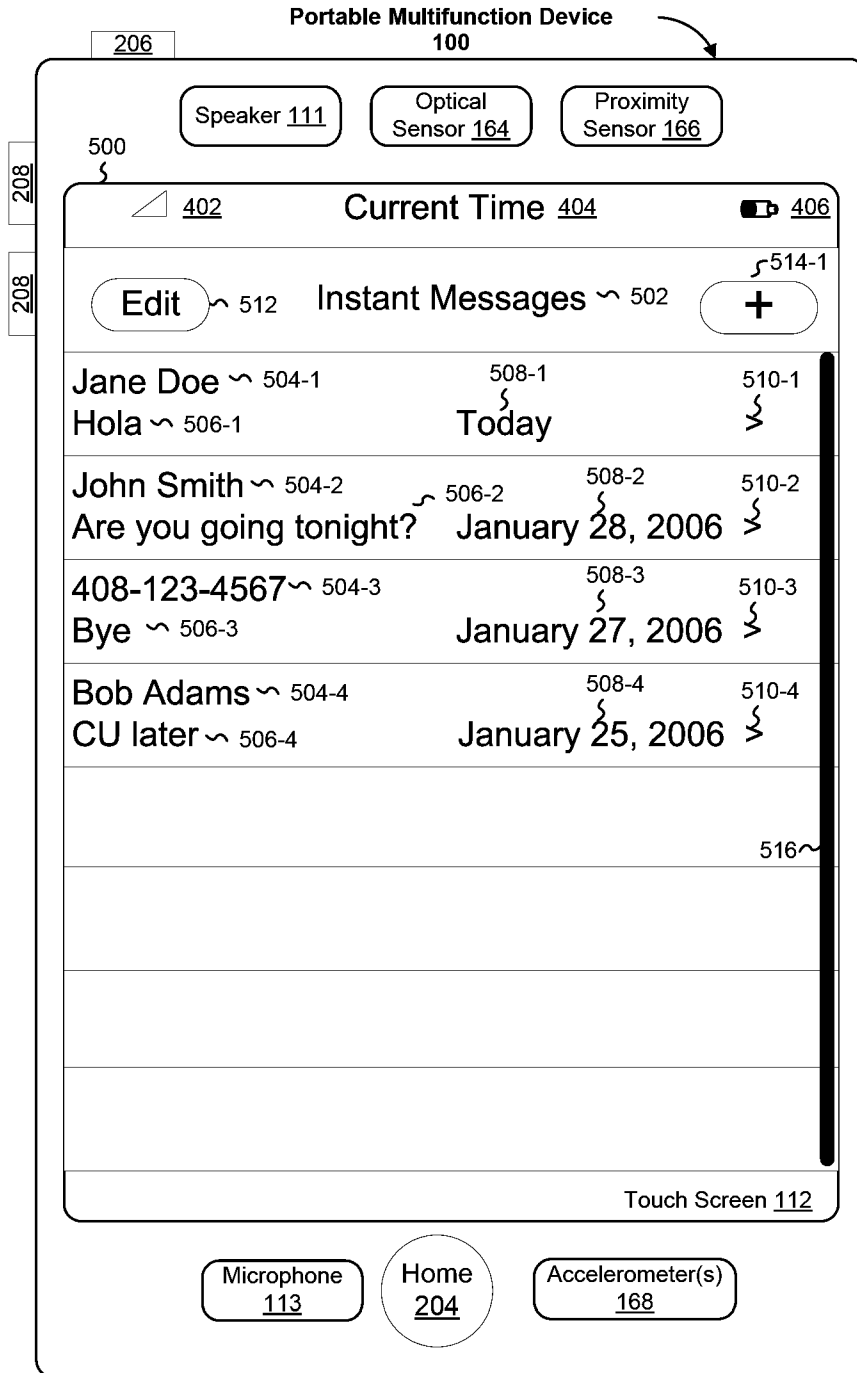 Portable Multifunction Device
100
206
Speaker 111
Optical
Sensor 164
Proximity
Sensor 166
208
208
500
402
Current Time 404
406
Edit
512
Instant Messages
502
514-1
+
Jane Doe
504-1
508-1
510-1
Hola
506-1
Today
>
John Smith
504-2
506-2
508-2
510-2
Are you going tonight?
January 28, 2006
>
408-123-4567
504-3
508-3
510-3
Bye
506-3
January 27, 2006
>
Bob Adams
504-4
508-4
510-4
CU later
506-4
January 25, 2006
>
516
Touch Screen 112
Microphone
113
Home
204
Accelerometer(s)
168